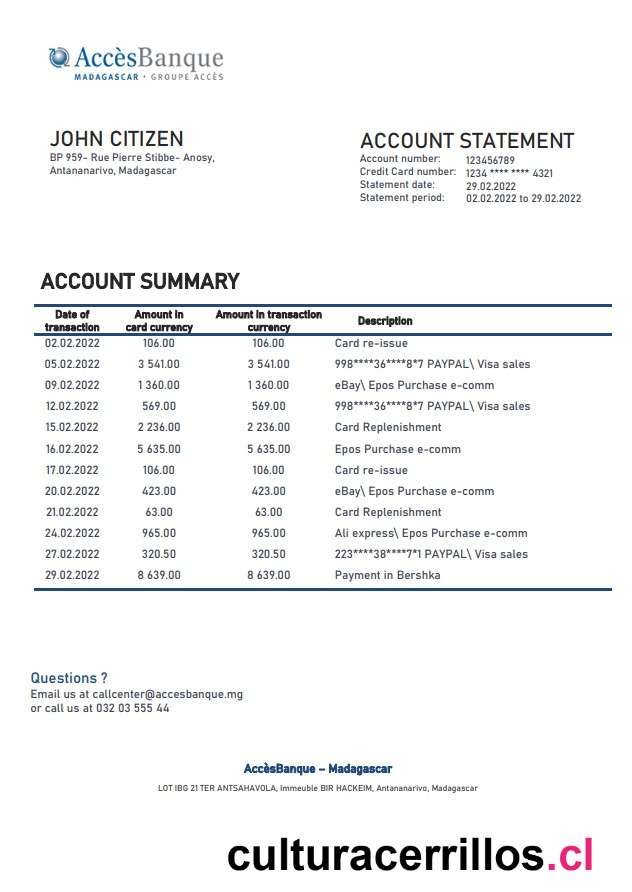 AccèsBanque
MADAGASCAR • GROUPE ACCÈS
JOHN CITIZEN
BP 959- Rue Pierre Stibbe- Anosy,
Antananarivo, Madagascar
ACCOUNT STATEMENT
Account number: 123456789
Credit Card number: 1234 **** **** 4321
Statement date: 29.02.2022
Statement period: 02.02.2022 to 29.02.2022
ACCOUNT SUMMARY
Date of transaction Amount in card currency Amount in transaction currency Description
02.02.2022 106.00 106.00 Card re-issue
05.02.2022 3 541.00 3 541.00 998****36****8*7 PAYPAL\ Visa sales
09.02.2022 1 360.00 1 360.00 eBay\ Epos Purchase e-comm
12.02.2022 569.00 569.00 998****36****8*7 PAYPAL\ Visa sales
15.02.2022 2 236.00 2 236.00 Card Replenishment
16.02.2022 5 635.00 5 635.00 Epos Purchase e-comm
17.02.2022 106.00 106.00 Card re-issue
20.02.2022 423.00 423.00 eBay\ Epos Purchase e-comm
21.02.2022 63.00 63.00 Card Replenishment
24.02.2022 965.00 965.00 Ali express\ Epos Purchase e-comm
27.02.2022 320.50 320.50 223****38****7*1 PAYPAL\ Visa sales
29.02.2022 8 639.00 8 639.00 Payment in Bershka
Questions ?
Email us at callcenter@accesbanque.mg
or call us at 032 03 555 44
AccèsBanque – Madagascar
LOT IBG 21 TER ANTSAHAVOLA, Immeuble BIR HACKEIM, Antananarivo, Madagascar
culturacerrillos.cl